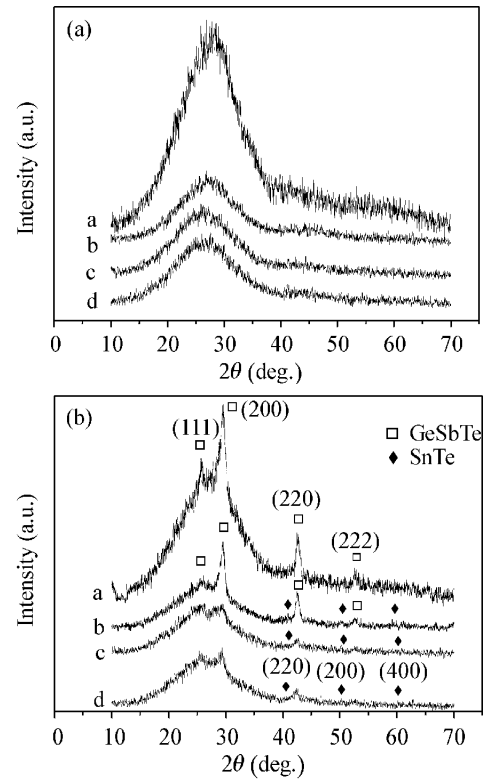 (a)
Intensity (a.u.)
a
b
c
d
0 10 20 30 40 50 60 70
2θ (deg.)
(b)
□ (200)
(111)
□ GeSbTe
♦ SnTe
(220)
(222)
Intensity (a.u.)
a
b
c
(220) (200) (400)
d
0 10 20 30 40 50 60 70
2θ (deg.)